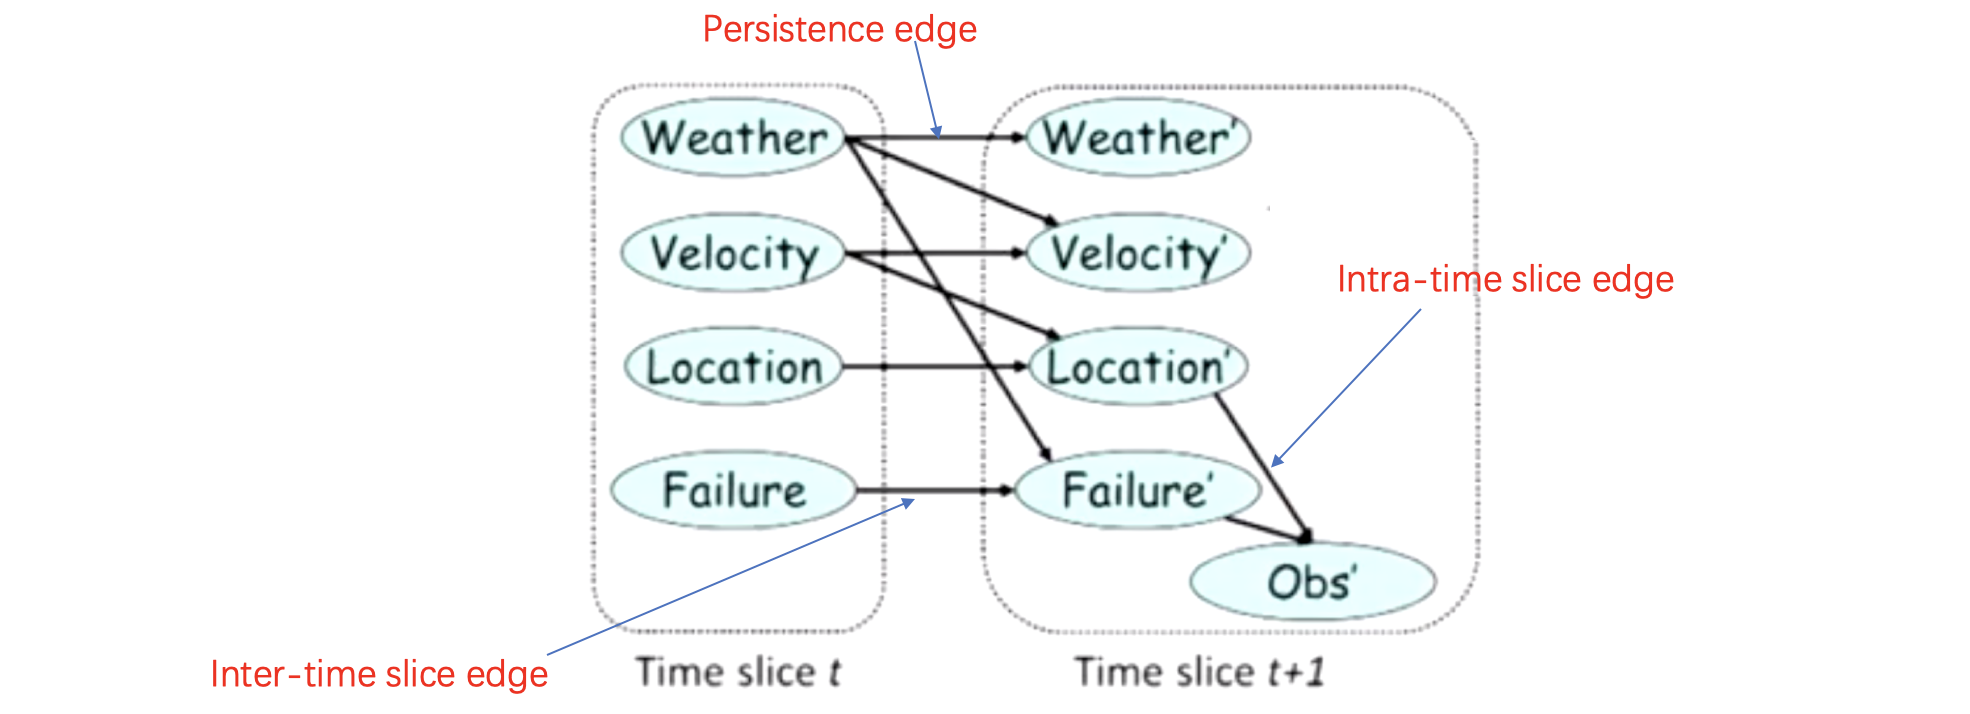 Persistence edge
Weather
Weather'
Velocity
Velocity'
Intra-time slice edge
Location
Location'
Failure
Failure'
Obs'
Inter-time slice edge
Time slice t
Time slice t+1